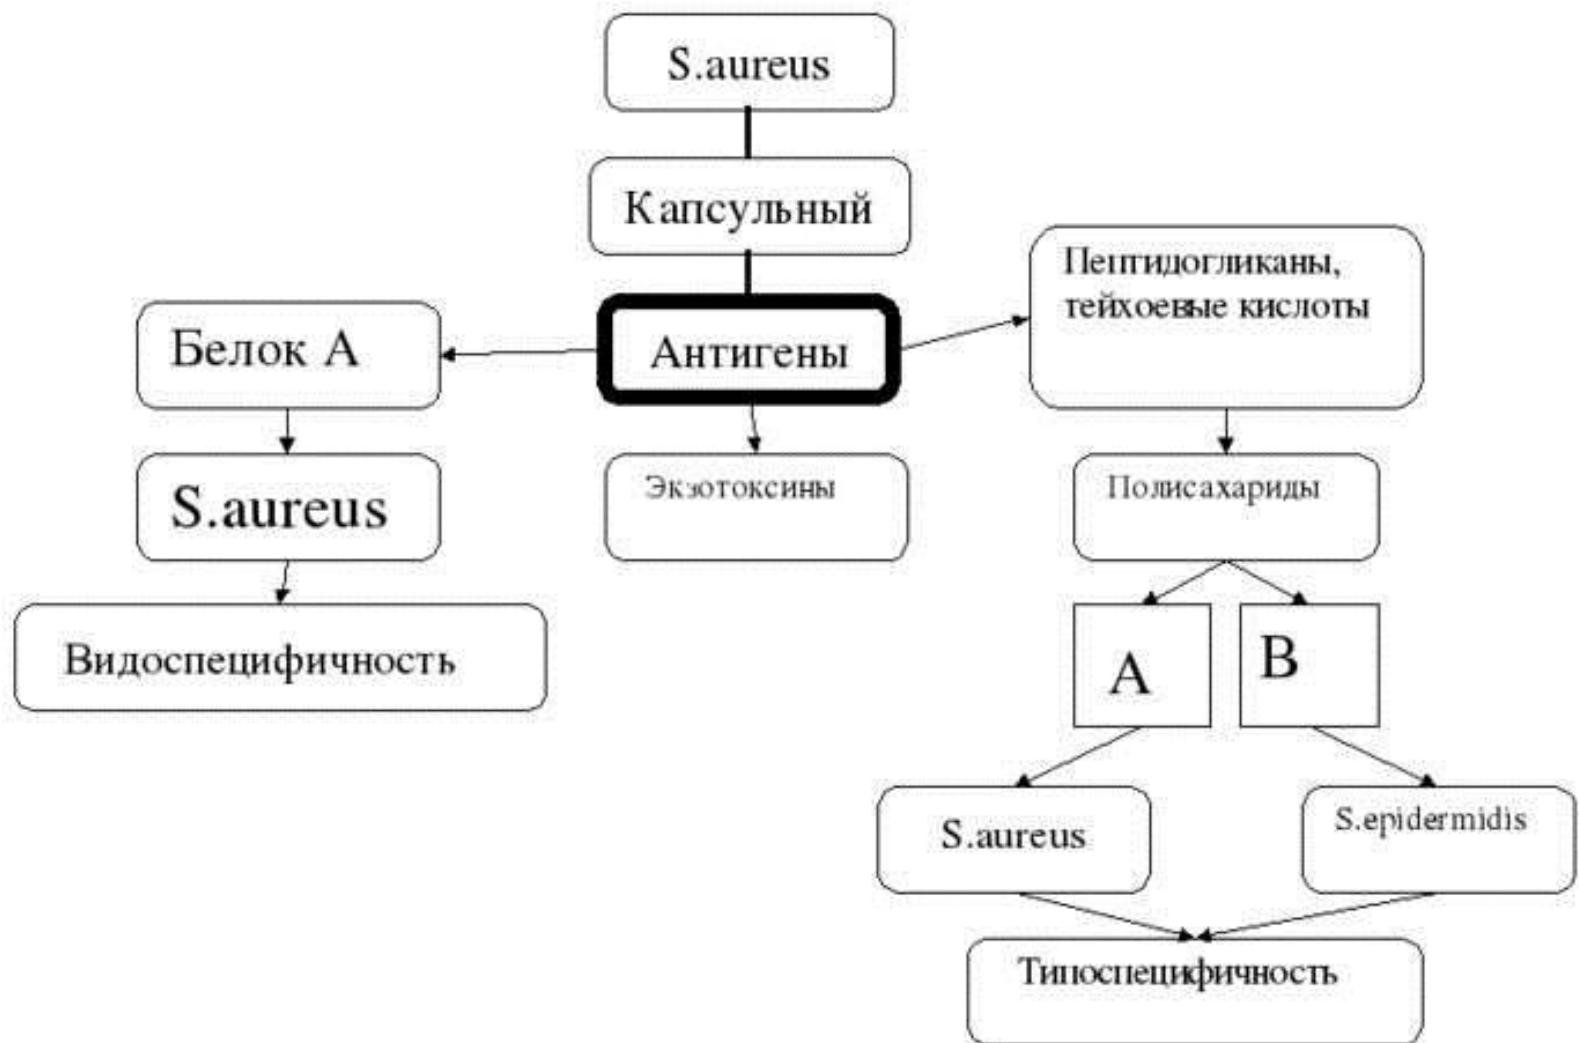 S.aureus
Капсульный
Пептидогликаны,
тейхоевые кислоты
Белок А
Антигены
S.aureus
Экзотоксины
Полисахариды
Видоспецифичность
А
В
S.aureus
S.epidermidis
Типоспецифичность